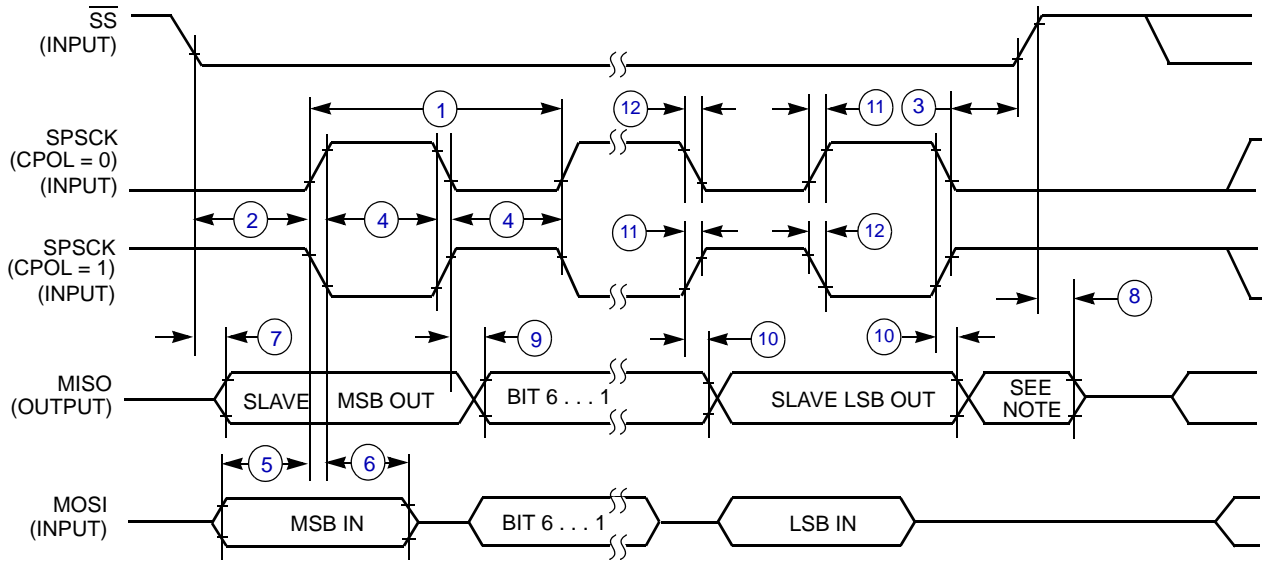 SS
(INPUT)
1
12
11
3
SPSCK
(CPOL = 0)
(INPUT)
2
4
4
11
12
SPSCK
(CPOL = 1)
(INPUT)
8
7
9
10
10
MISO
(OUTPUT)
SLAVE MSB OUT
BIT 6 . . . 1
SLAVE LSB OUT
SEE
NOTE
5
6
MOSI
(INPUT)
MSB IN
BIT 6 . . . 1
LSB IN